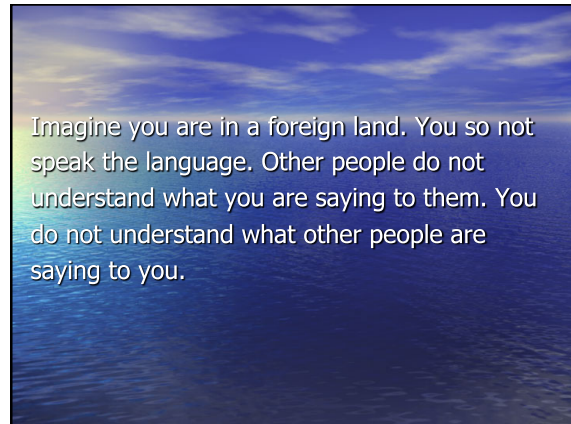 Imagine you are in a foreign land. You so not
speak the language. Other people do not
understand what you are saying to them. You
do not understand what other people are
saying to you.